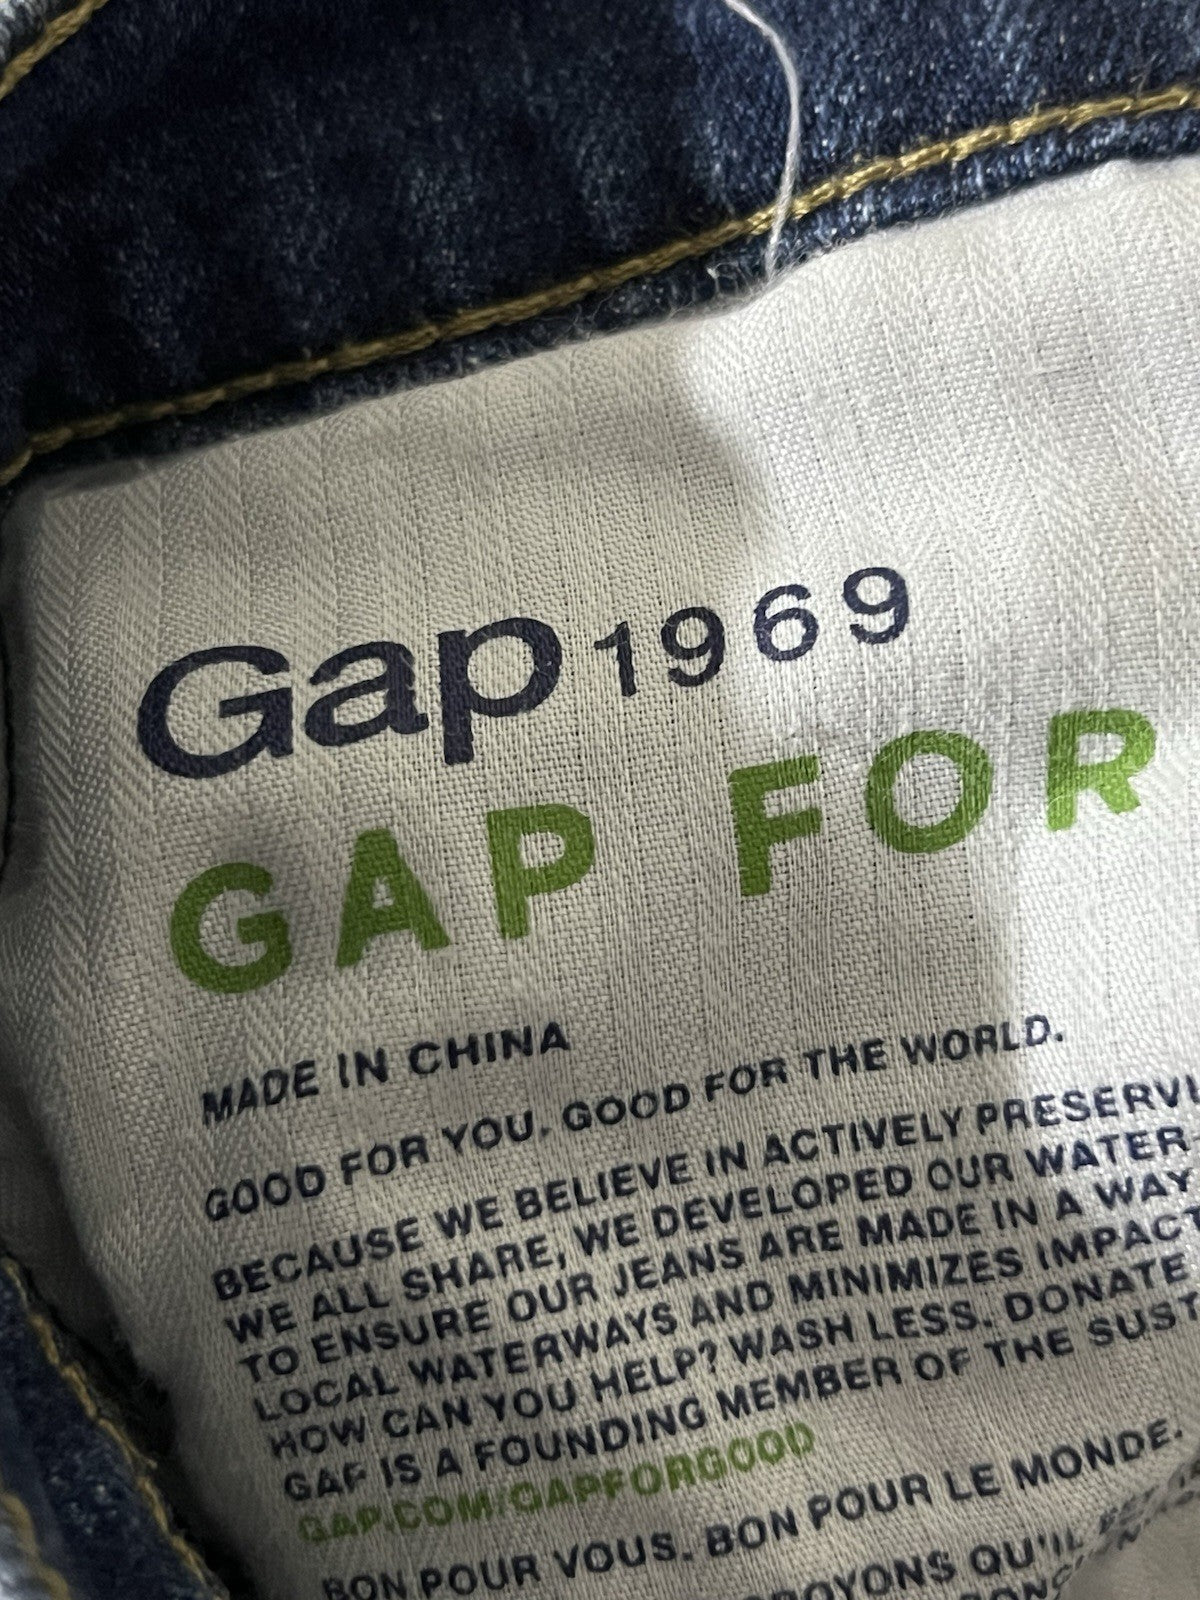 Gap 1969
GAP FOR
MADE IN CHINA
GOOD FOR YOU. GOOD FOR THE WORLD.
BECAUSE WE BELIEVE IN ACTIVELY PRESERVI
WE ALL SHARE, WE DEVELOPED OUR WATER
TO ENSURE OUR JEANS ARE MADE IN A WAY
LOCAL WATERWAYS AND MINIMIZES IMPACT
HOW CAN YOU HELP? WASH LESS. DONATE
GAP IS A FOUNDING MEMBER OF THE SUST
GAP.COM/GAPFORGOOD
BON POUR VOUS. BON POUR LE MONDE.
QU'IL